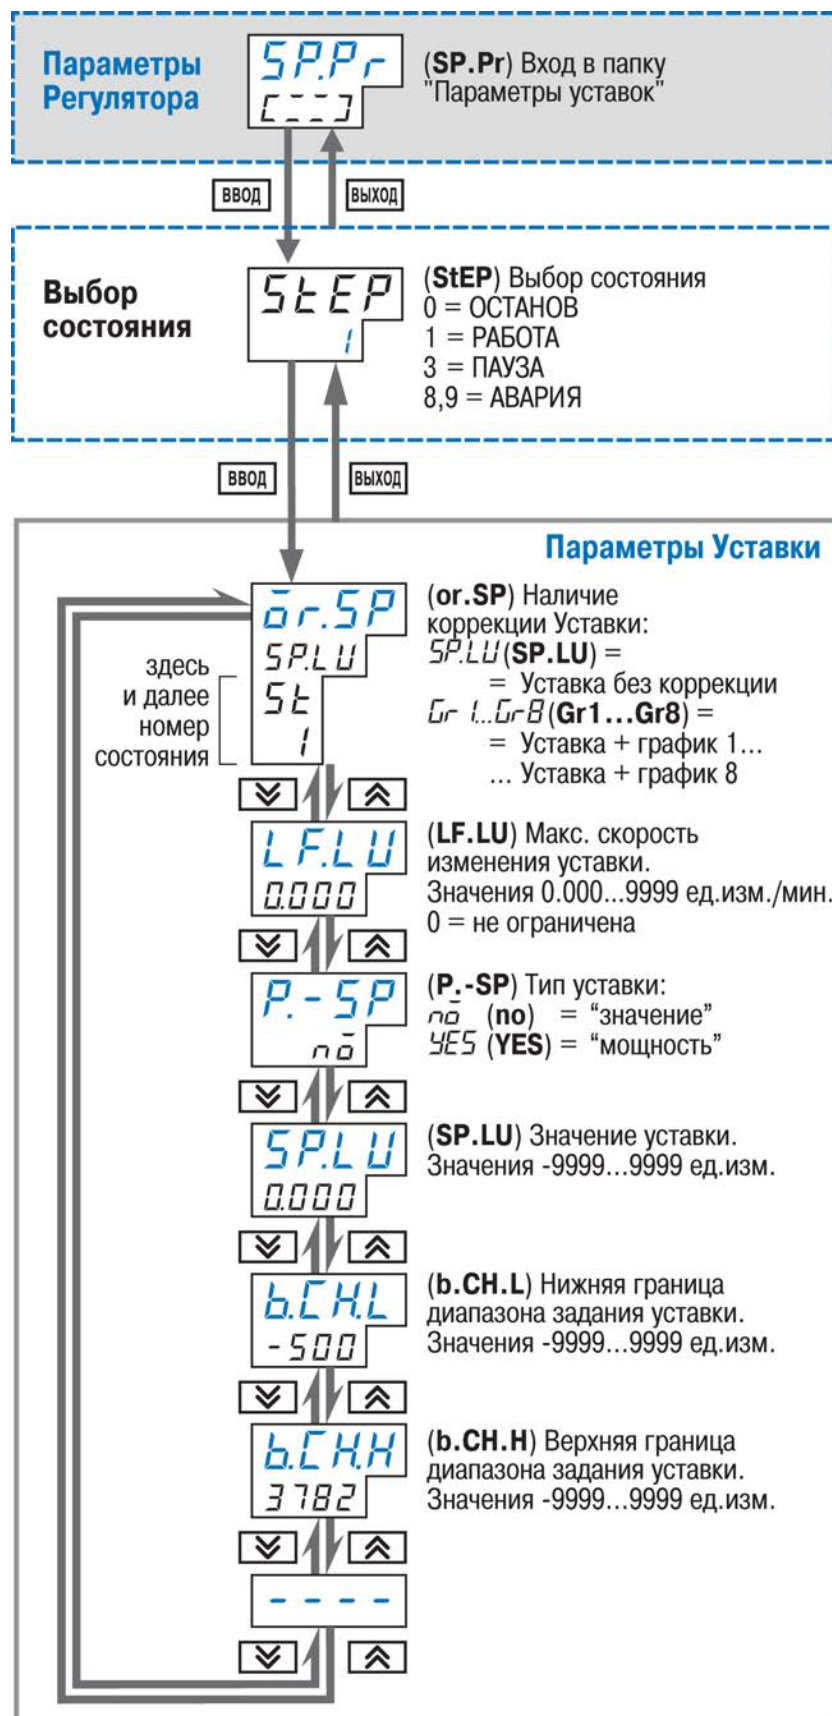 Параметры
Регулятора
SP.Pr
[---]
(SP.Pr) Вход в папку
"Параметры уставок"
ВВОД
ВЫХОД
Выбор
состояния
StEP
1
(StEP) Выбор состояния
0 = ОСТАНОВ
1 = РАБОТА
3 = ПАУЗА
8,9 = АВАРИЯ
ВВОД
ВЫХОД
Параметры Уставки
or.SP
SP.LU
St
1
здесь
и далее
номер
состояния
(or.SP) Наличие
коррекции Уставки:
SP.LU (SP.LU) =
= Уставка без коррекции
Gr 1...Gr8 (Gr1...Gr8) =
= Уставка + график 1...
... Уставка + график 8
LF.LU
0.000
(LF.LU) Макс. скорость
изменения уставки.
Значения 0.000...9999 ед.изм./мин.
0 = не ограничена
P.-SP
no
(P.-SP) Тип уставки:
no (no) = “значение”
YES (YES) = “мощность”
SP.LU
0.000
(SP.LU) Значение уставки.
Значения -9999...9999 ед.изм.
b.CH.L
-500
(b.CH.L) Нижняя граница
диапазона задания уставки.
Значения -9999...9999 ед.изм.
b.CH.H
3782
(b.CH.H) Верхняя граница
диапазона задания уставки.
Значения -9999...9999 ед.изм.
- - - -